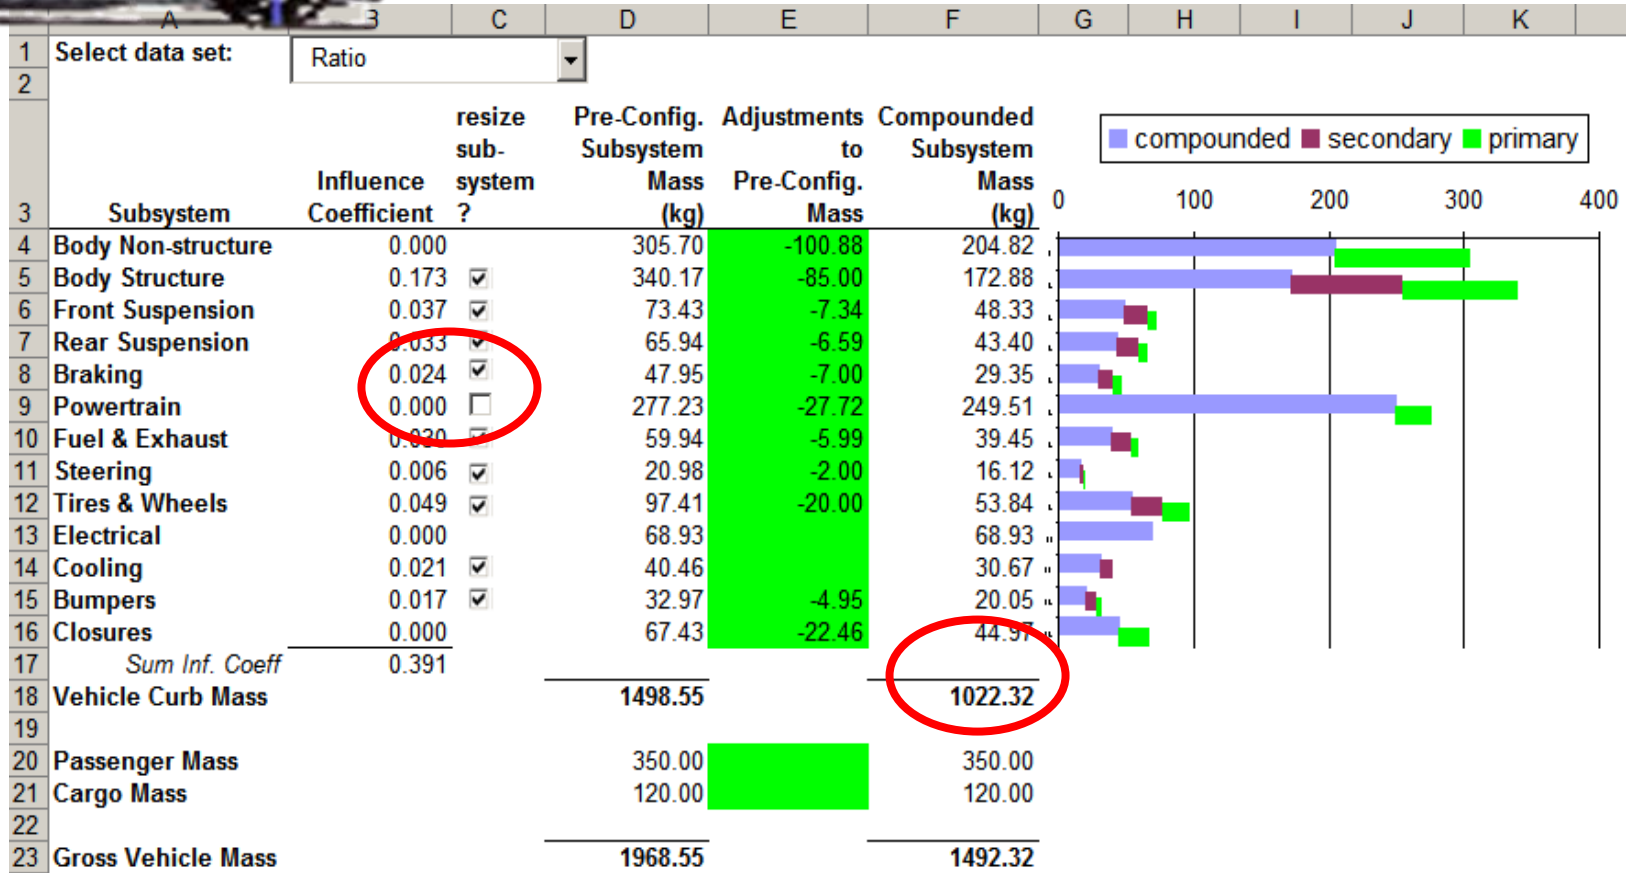 A B C D E F G H I J K
1 Select data set: Ratio
2
compounded secondary primary
resize Pre-Config. Adjustments Compounded
sub- Subsystem to Subsystem
Influence system Mass Pre-Config. Mass
3 Subsystem Coefficient ? (kg) Mass (kg)
0 100 200 300 400
4 Body Non-structure 0.000 305.70 -100.88 204.82
5 Body Structure 0.173 340.17 -85.00 172.88
6 Front Suspension 0.037 73.43 -7.34 48.33
7 Rear Suspension 0.033 65.94 -6.59 43.40
8 Braking 0.024 47.95 -7.00 29.35
9 Powertrain 0.000 277.23 -27.72 249.51
10 Fuel & Exhaust 0.030 59.94 -5.99 39.45
11 Steering 0.006 20.98 -2.00 16.12
12 Tires & Wheels 0.049 97.41 -20.00 53.84
13 Electrical 0.000 68.93 68.93
14 Cooling 0.021 40.46 30.67
15 Bumpers 0.017 32.97 -4.95 20.05
16 Closures 0.000 67.43 -22.46 44.97
17 Sum Inf. Coeff 0.391
18 Vehicle Curb Mass 1498.55 1022.32
19
20 Passenger Mass 350.00 350.00
21 Cargo Mass 120.00 120.00
22
23 Gross Vehicle Mass 1968.55 1492.32